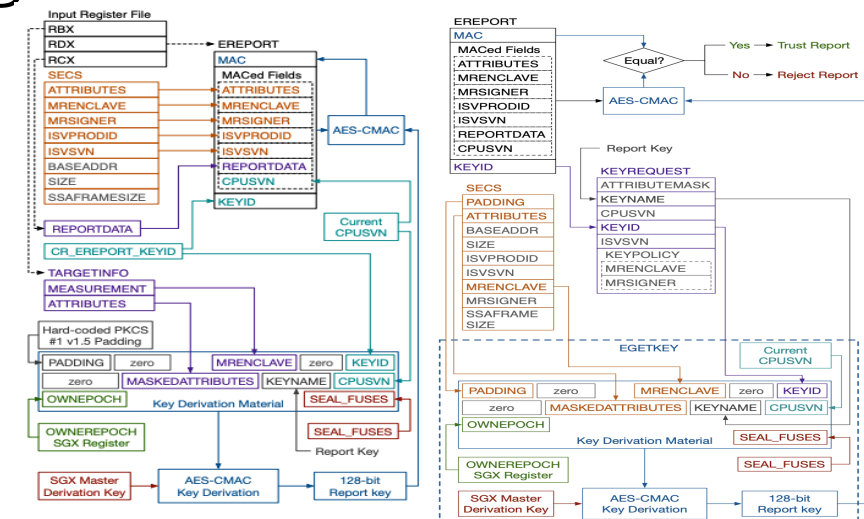 Input Register File
RBX
RDX
RCX
SECS
ATTRIBUTES
MRENCLAVE
MRSIGNER
ISVPRODID
ISVSVN
BASEADDR
SIZE
SSAFRAMESIZE
REPORTDATA
CR_EREPORT_KEYID
TARGETINFO
MEASUREMENT
ATTRIBUTES
EREPORT
MAC
MACed Fields
ATTRIBUTES
MRENCLAVE
MRSIGNER
ISVPRODID
ISVSVN
REPORTDATA
CPUSVN
KEYID
AES-CMAC
Current
CPUSVN
Hard-coded PKCS
#1 v1.5 Padding
PADDING zero MRENCLAVE zero KEYID
zero MASKEDATTRIBUTES KEYNAME CPUSVN
OWNEPOCH Key Derivation Material SEAL_FUSES
OWNEREPOCH
SGX Register
SEAL_FUSES
Report Key
SGX Master
Derivation Key
AES-CMAC
Key Derivation
128-bit
Report key
EREPORT
MAC
MACed Fields
ATTRIBUTES
MRENCLAVE
MRSIGNER
ISVPRODID
ISVSVN
REPORTDATA
CPUSVN
KEYID
Equal?
Yes Trust Report
No Reject Report
AES-CMAC
Report Key
KEYREQUEST
ATTRIBUTEMASK
KEYNAME
CPUSVN
KEYID
ISVSVN
KEYPOLICY
MRENCLAVE
MRSIGNER
SECS
PADDING
ATTRIBUTES
BASEADDR
SIZE
ISVPRODID
ISVSVN
MRENCLAVE
MRSIGNER
SSAFRAME
SIZE
EGETKEY
Current
CPUSVN
PADDING zero MRENCLAVE zero KEYID
zero MASKEDATTRIBUTES KEYNAME CPUSVN
OWNEPOCH
Key Derivation Material SEAL_FUSES
OWNEREPOCH
SGX Register
SEAL_FUSES
SGX Master
Derivation Key
AES-CMAC
Key Derivation
128-bit
Report key